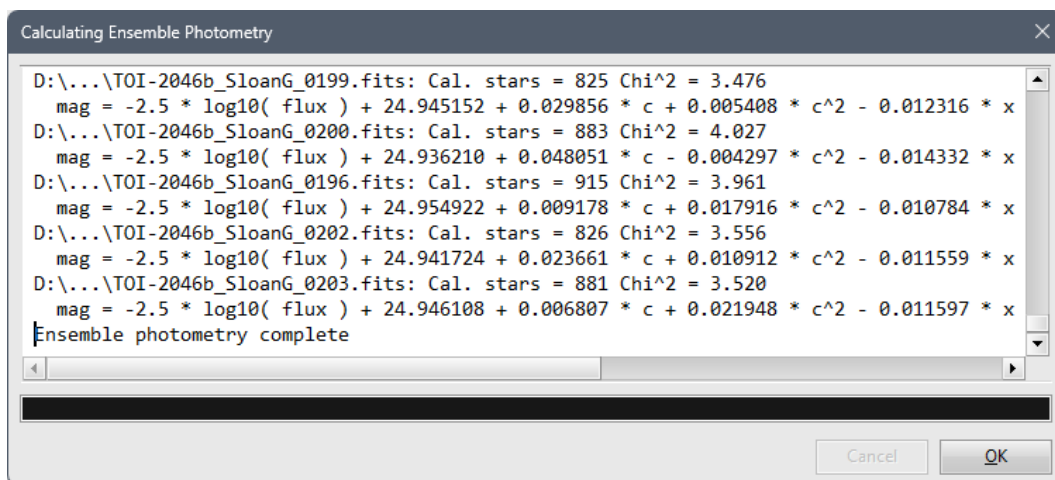 Calculating Ensemble Photometry
D:\...\TOI-2046b_SloanG_0199.fits: Cal. stars = 825 Chi^2 = 3.476
mag = -2.5 * log10( flux ) + 24.945152 + 0.029856 * c + 0.005408 * c^2 - 0.012316 * x
D:\...\TOI-2046b_SloanG_0200.fits: Cal. stars = 883 Chi^2 = 4.027
mag = -2.5 * log10( flux ) + 24.936210 + 0.048051 * c - 0.004297 * c^2 - 0.014332 * x
D:\...\TOI-2046b_SloanG_0196.fits: Cal. stars = 915 Chi^2 = 3.961
mag = -2.5 * log10( flux ) + 24.954922 + 0.009178 * c + 0.017916 * c^2 - 0.010784 * x
D:\...\TOI-2046b_SloanG_0202.fits: Cal. stars = 826 Chi^2 = 3.556
mag = -2.5 * log10( flux ) + 24.941724 + 0.023661 * c + 0.010912 * c^2 - 0.011559 * x
D:\...\TOI-2046b_SloanG_0203.fits: Cal. stars = 881 Chi^2 = 3.520
mag = -2.5 * log10( flux ) + 24.946108 + 0.006807 * c + 0.021948 * c^2 - 0.011597 * x
Ensemble photometry complete
Cancel
OK